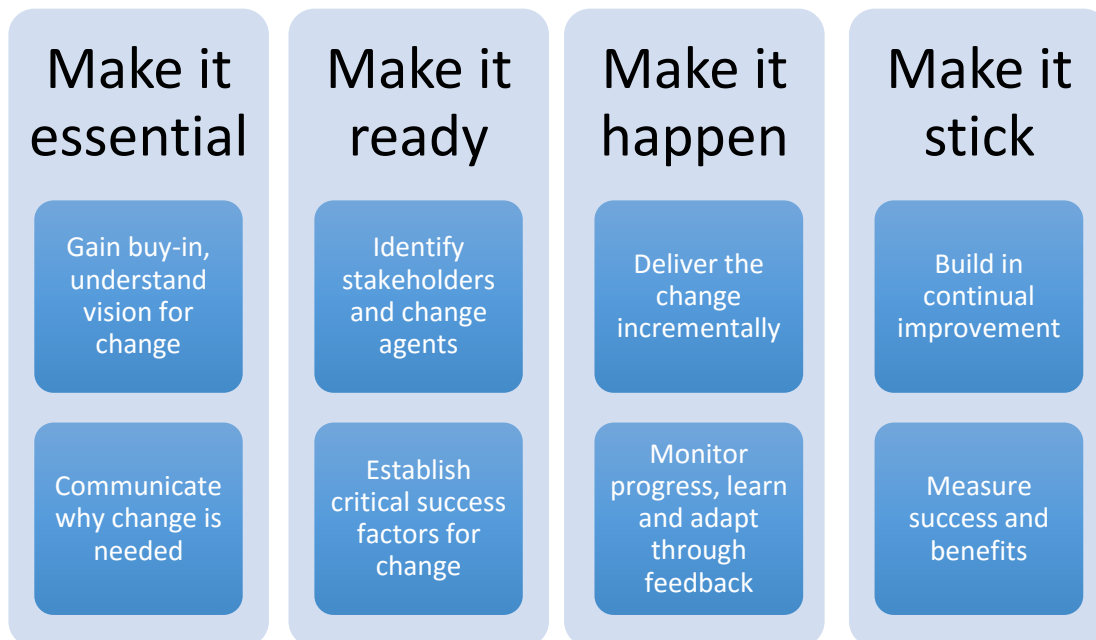 Make it
essential
Gain buy-in,
understand
vision for
change
Communicate
why change is
needed
Make it
ready
Identify
stakeholders
and change
agents
Establish
critical success
factors for
change
Make it
happen
Deliver the
change
incrementally
Monitor
progress, learn
and adapt
through
feedback
Make it
stick
Build in
continual
improvement
Measure
success and
benefits